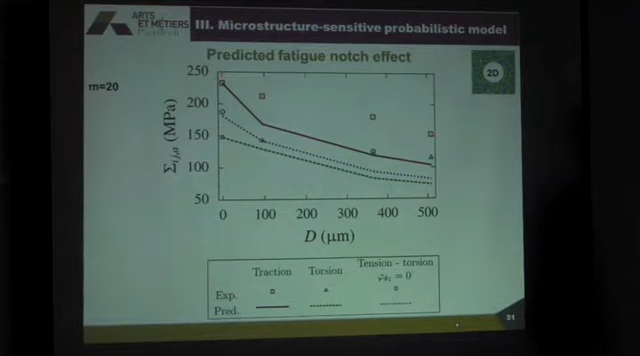 ARTS
ET MÉTIERS
ParisTech
III. Microstructure-sensitive probabilistic model
Predicted fatigue notch effect
2D
m=20
250
200
150
100
50
Σij,a (MPa)
0 100 200 300 400 500
D (µm)
Traction Torsion Tension - torsion
= 0
Exp.
Pred.
31